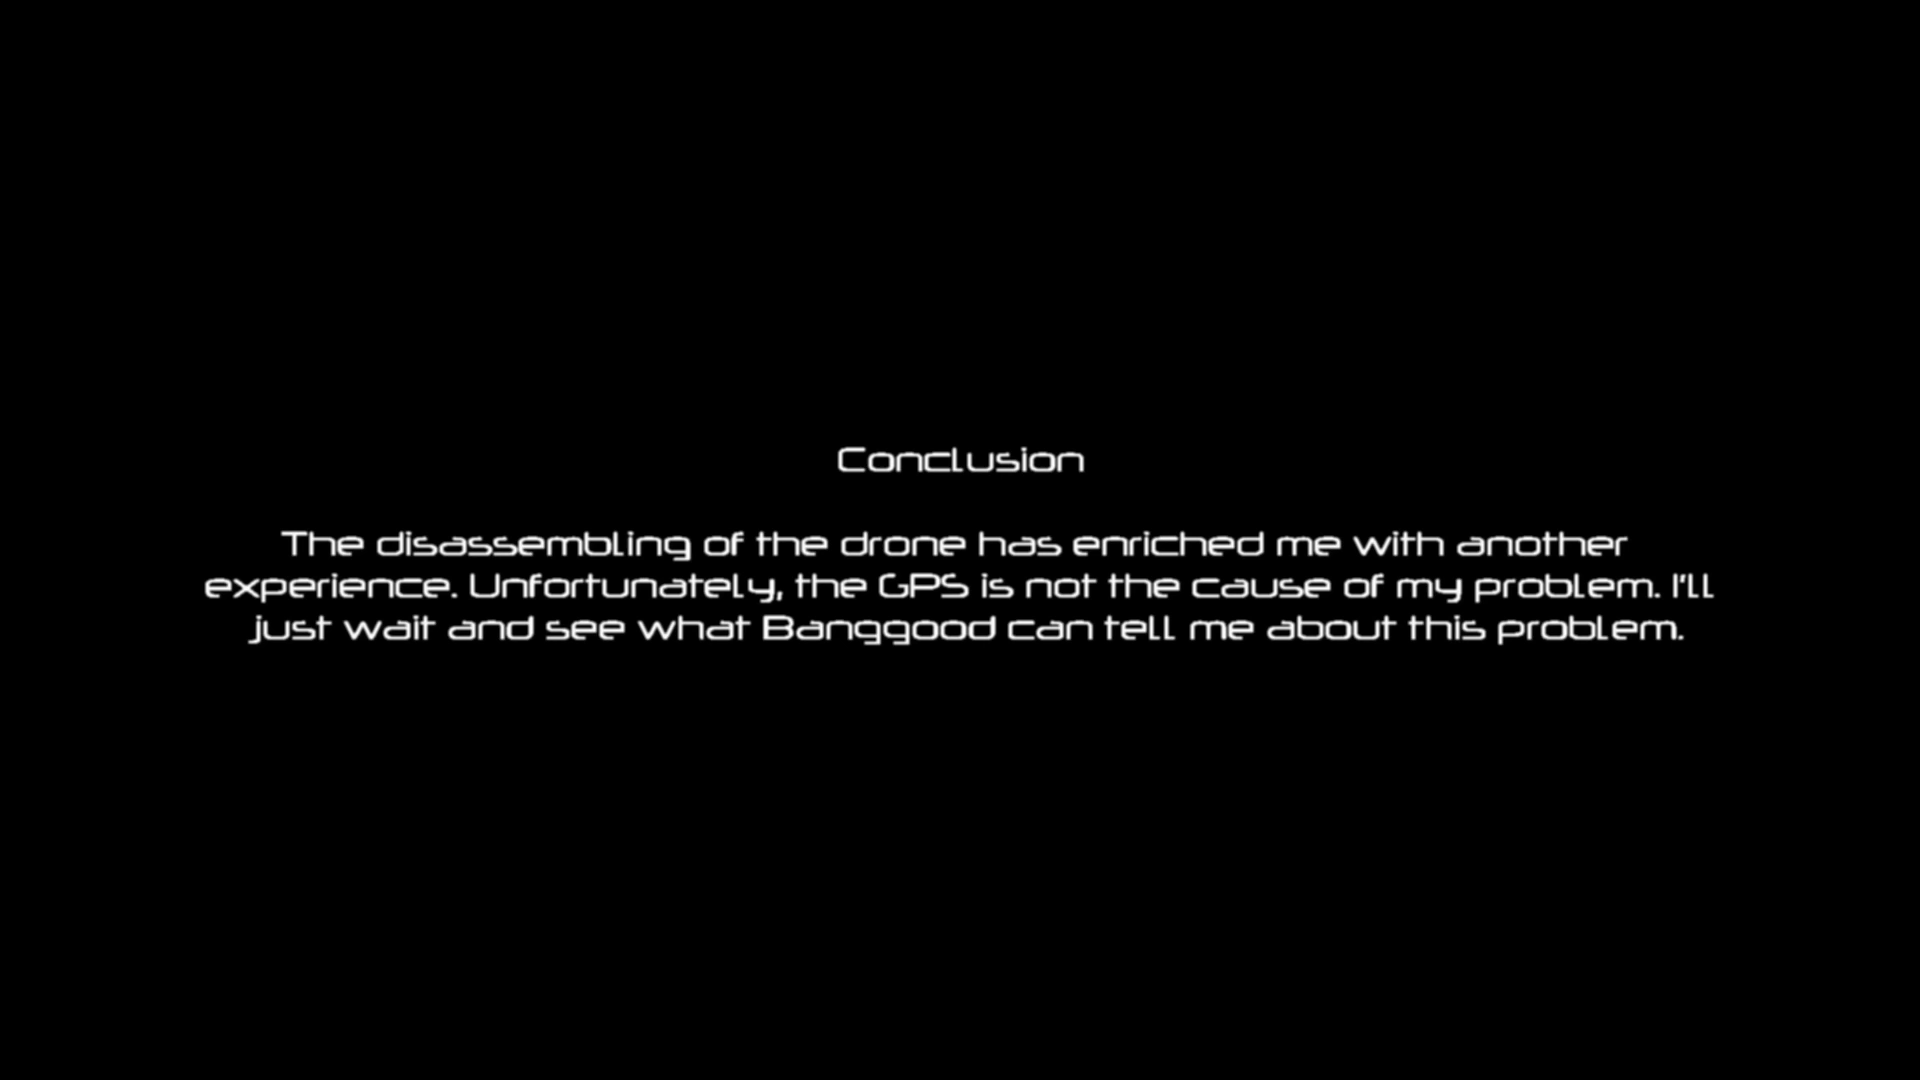 Conclusion
The disassembling of the drone has enriched me with another
experience. Unfortunately, the GPS is not the cause of my problem. I'll
just wait and see what Banggood can tell me about this problem.